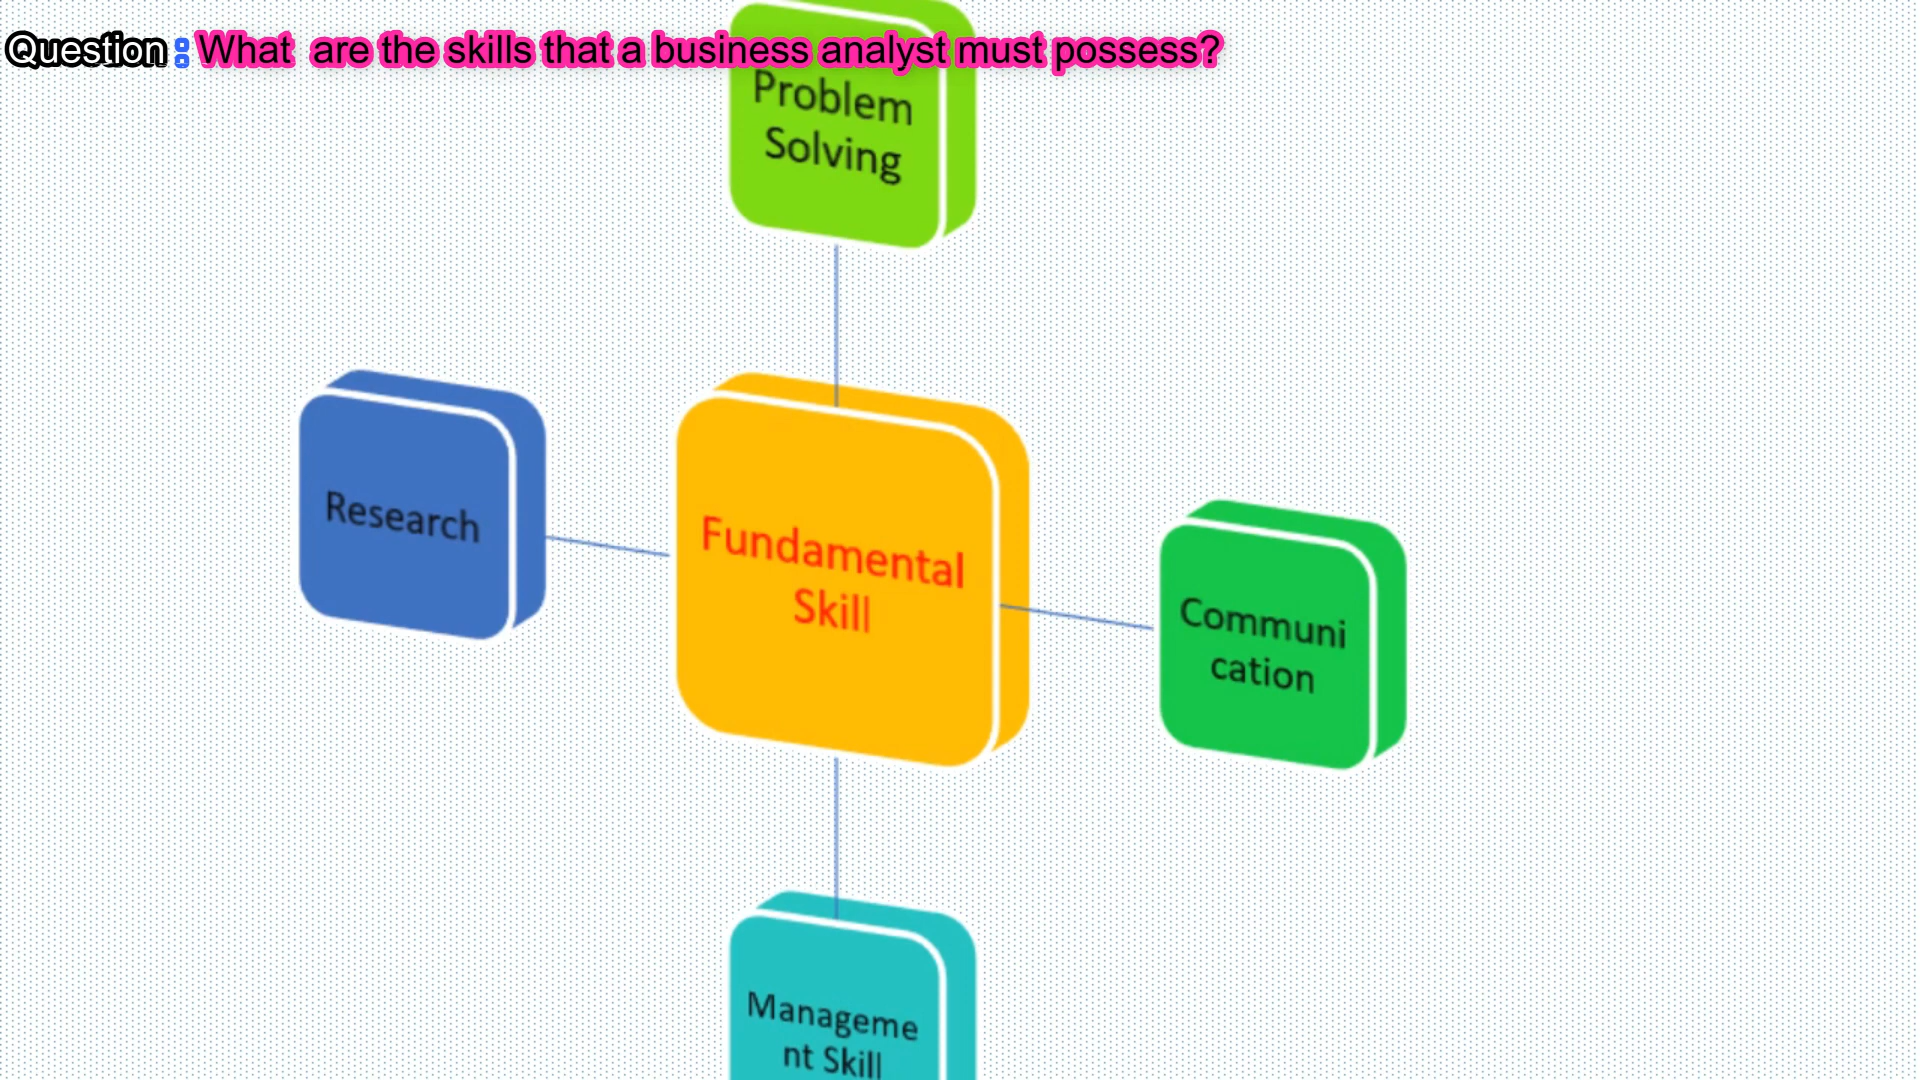 Question : What are the skills that a business analyst must possess?
Problem
Solving
Research
Fundamental
Skill
Communi
cation
Manageme
nt Skill